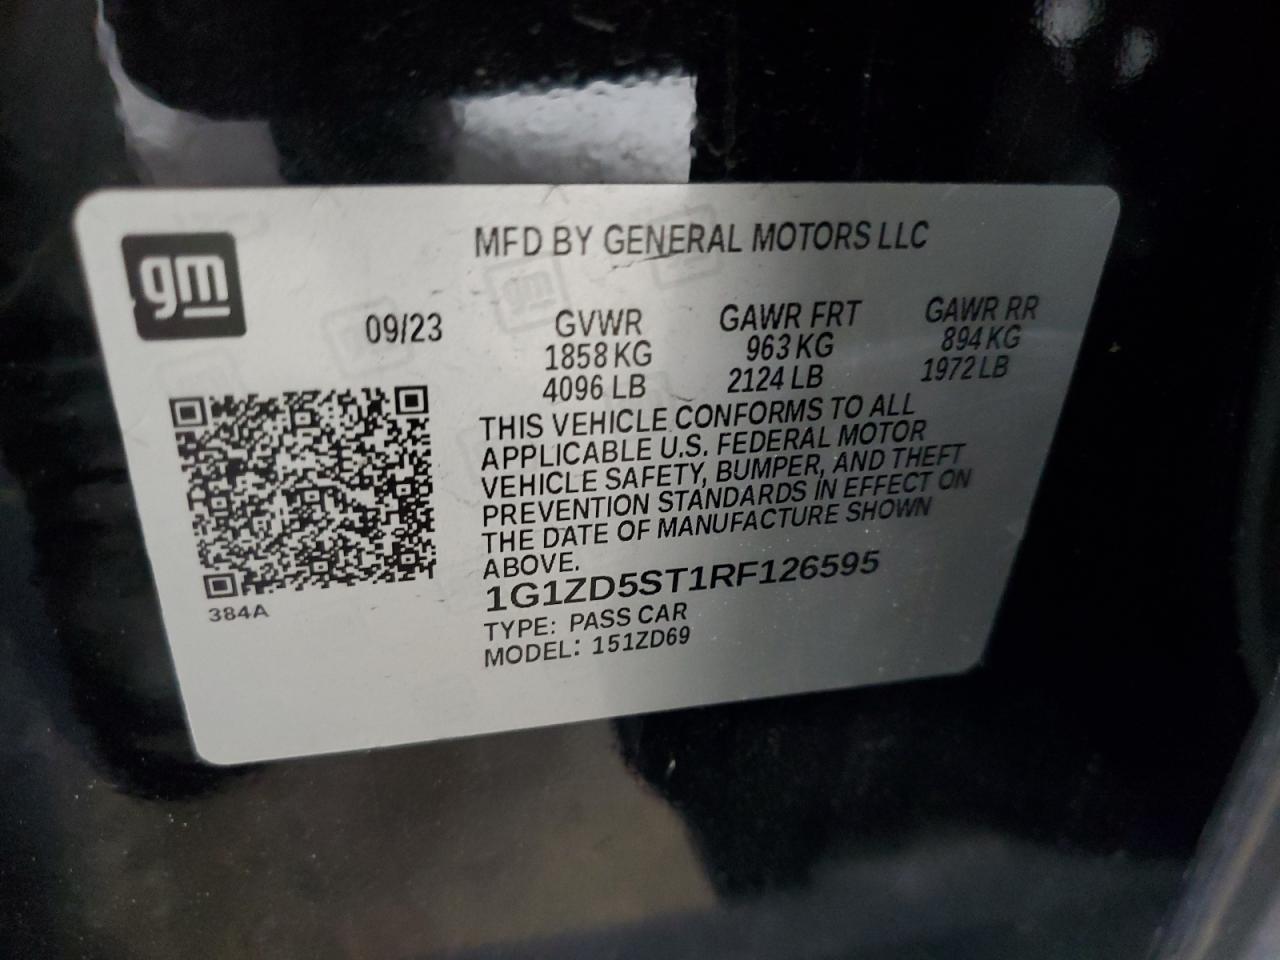 gm
MFD BY GENERAL MOTORS LLC
09/23
GVWR GAWR FRT GAWR RR
1858 KG 963 KG 894 KG
4096 LB 2124 LB 1972 LB
THIS VEHICLE CONFORMS TO ALL
APPLICABLE U.S. FEDERAL MOTOR
VEHICLE SAFETY, BUMPER, AND THEFT
PREVENTION STANDARDS IN EFFECT ON
THE DATE OF MANUFACTURE SHOWN
ABOVE.
1G1ZD5ST1RF126595
384A
TYPE: PASS CAR
MODEL: 151ZD69